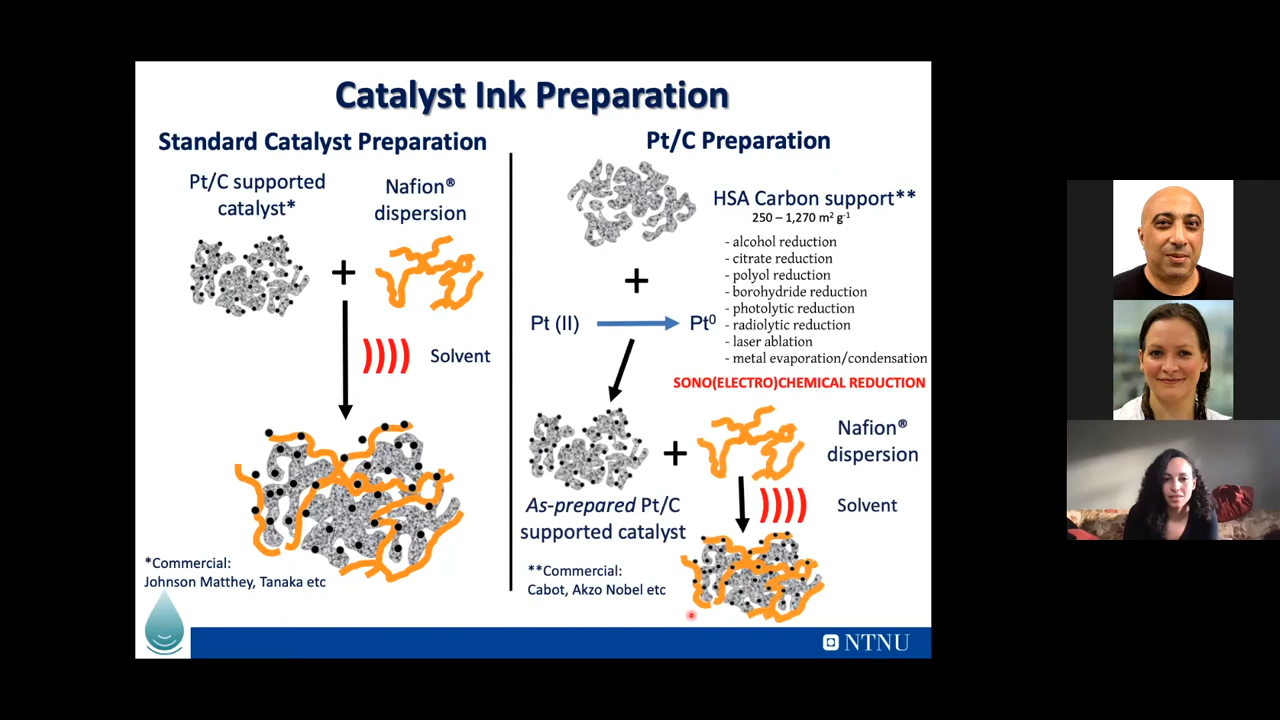 Catalyst Ink Preparation
Standard Catalyst Preparation
Pt/C supported
catalyst*
Nafion®
dispersion
+
Solvent
*Commercial:
Johnson Matthey, Tanaka etc
Pt/C Preparation
HSA Carbon support**
250 – 1,270 m² g⁻¹
- alcohol reduction
- citrate reduction
- polyol reduction
- borohydride reduction
- photolytic reduction
- radiolytic reduction
- laser ablation
- metal evaporation/condensation
+
Pt (II)
Pt⁰
SONO(ELECTRO)CHEMICAL REDUCTION
+
Nafion®
dispersion
As-prepared Pt/C
supported catalyst
Solvent
**Commercial:
Cabot, Akzo Nobel etc
NTNU